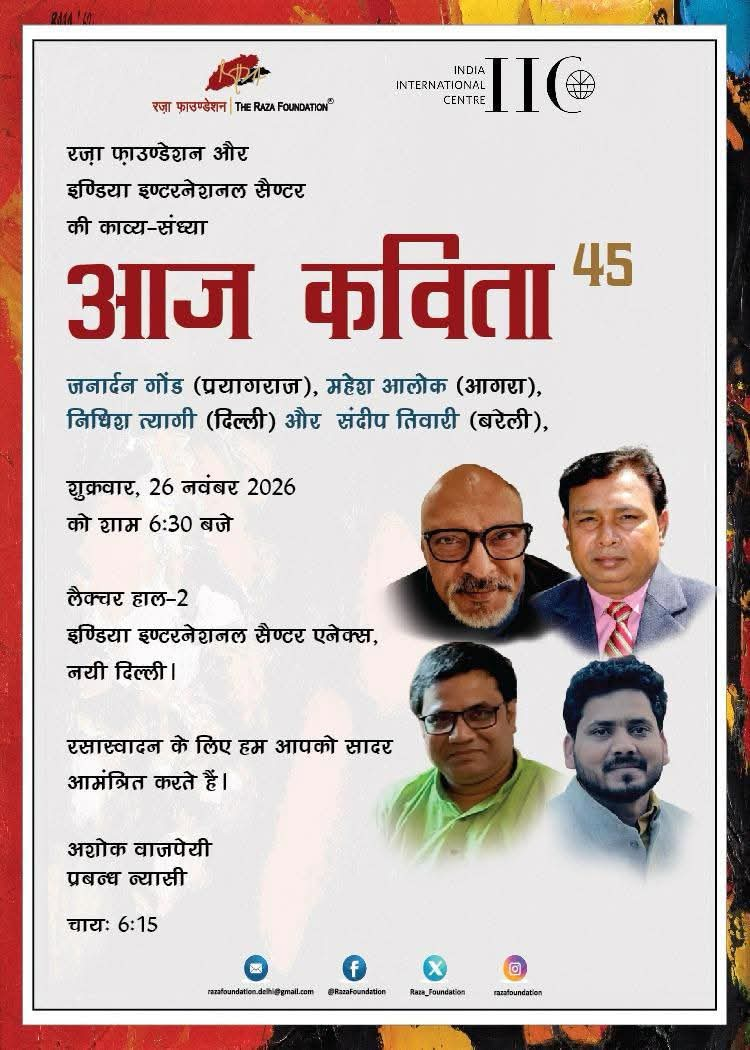 रज़ा फ़ाउण्डेशन | THE RAZA FOUNDATION®
INDIA
INTERNATIONAL
CENTRE
IIC
रज़ा फ़ाउण्डेशन और
इण्डिया इण्टरनेशनल सैण्टर
की काव्य-संध्या
आज कविता 45
जनार्दन गोंड (प्रयागराज), महेश आलोक (आगरा),
निधिश त्यागी (दिल्ली) और संदीप तिवारी (बरेली),
शुक्रवार, 26 नवंबर 2026
को शाम 6:30 बजे
लैक्चर हाल-2
इण्डिया इण्टरनेशनल सैण्टर एनेक्स,
नयी दिल्ली।
रसास्वादन के लिए हम आपको सादर
आमंत्रित करते हैं।
अशोक वाजपेयी
प्रबन्ध न्यासी
चायः 6:15
razafoundation.delhi@gmail.com @RazaFoundation Raza_Foundation razafoundation